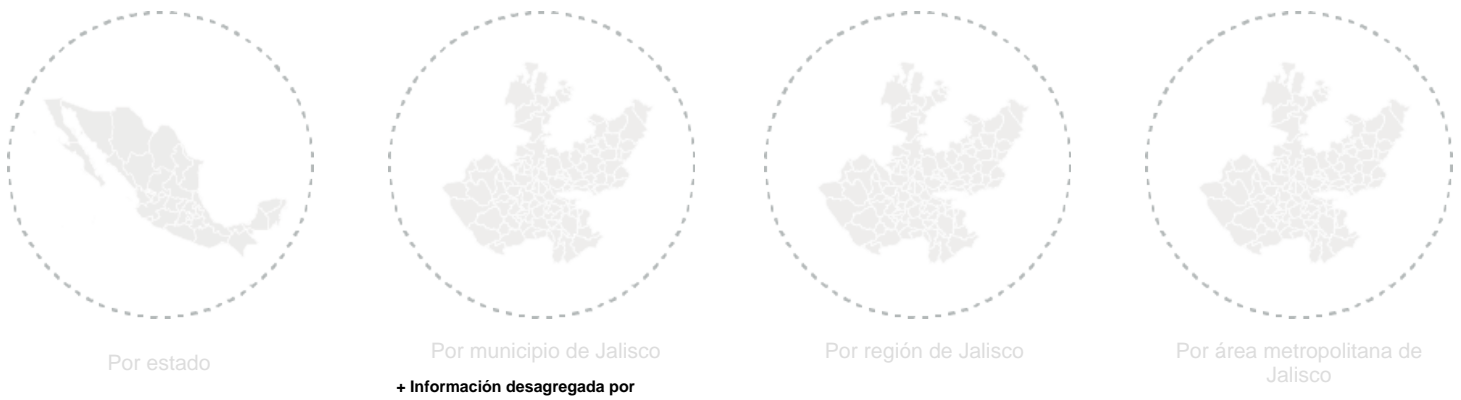 Por estado
Por municipio de Jalisco
Por región de Jalisco
Por área metropolitana de
Jalisco
+ Información desagregada por